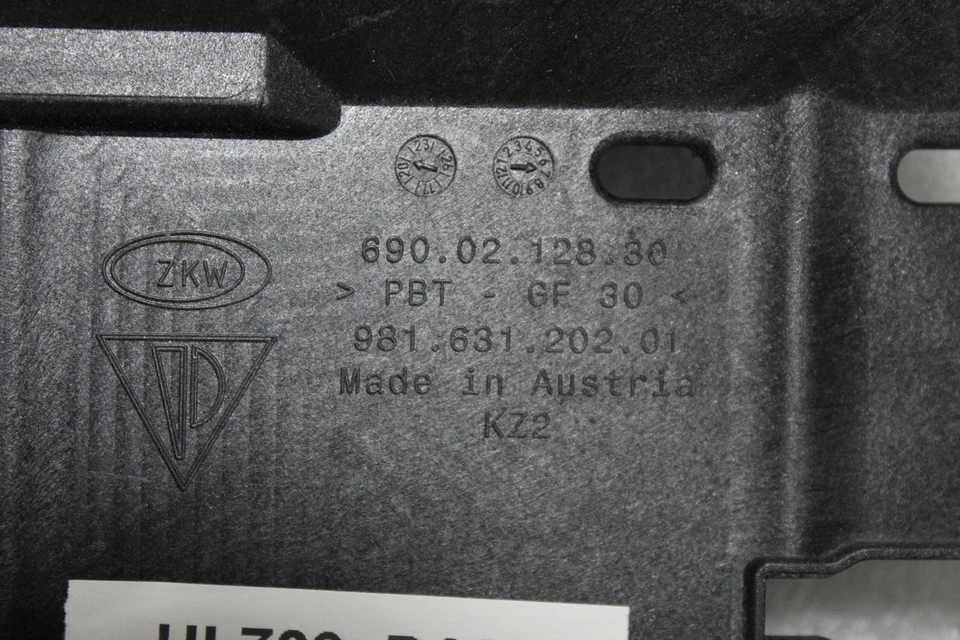 690.02.128.30
ZKW
> PBT - GF 30 <
981.631.202.01
Made in Austria
KZ2